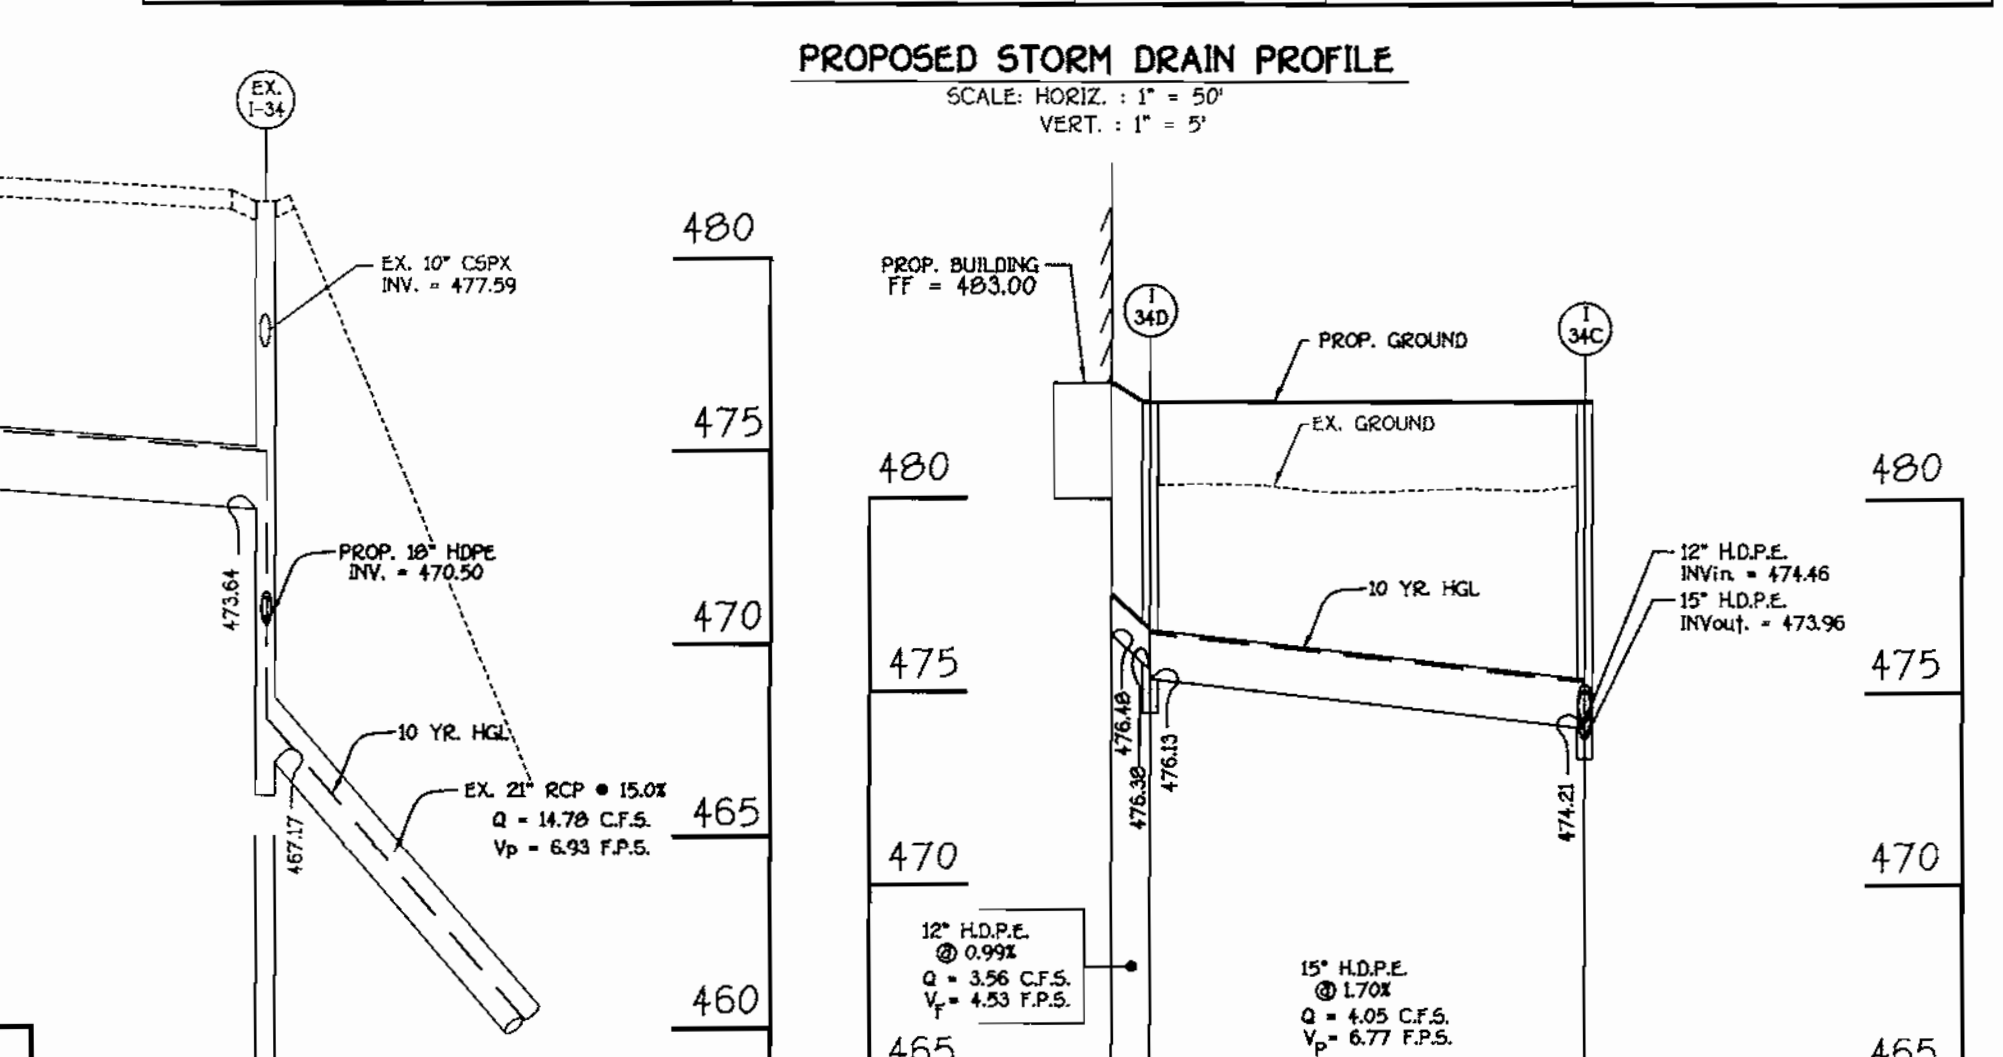 PROPOSED STORM DRAIN PROFILE
SCALE: HORIZ. : 1" = 50'
VERT. : 1" = 5'
EX.
I-34
EX. 10" CSPX
INV. = 477.59
473.64
PROP. 18" HDPE
INV. = 470.50
10 YR. HGL
467.17
EX. 21" RCP @ 15.0%
Q = 14.78 C.F.S.
Vp = 6.93 F.P.S.
480
475
470
465
460
PROP. BUILDING
FF = 483.00
I
34D
PROP. GROUND
I
34C
EX. GROUND
480
475
470
465
10 YR. HGL
476.48
476.38
476.13
474.21
12" H.D.P.E.
INVin = 474.46
15" H.D.P.E.
INVout. = 473.96
12" H.D.P.E.
@ 0.99%
Q = 3.56 C.F.S.
VF = 4.53 F.P.S.
15" H.D.P.E.
@ 1.70%
Q = 4.05 C.F.S.
Vp = 6.77 F.P.S.
480
475
470
465